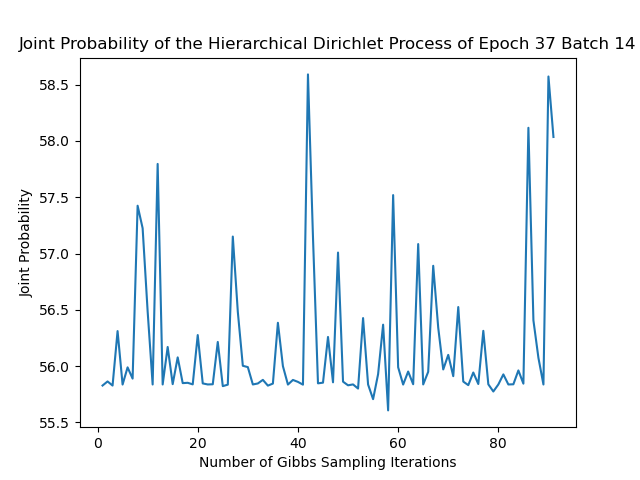 Joint Probability of the Hierarchical Dirichlet Process of Epoch 37 Batch 14
58.5
58.0
57.5
57.0
56.5
56.0
55.5
Joint Probability
0 20 40 60 80
Number of Gibbs Sampling Iterations